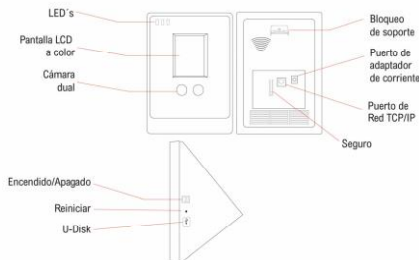 LED´s
Pantalla LCD
a color
Cámara
dual
Bloqueo
de soporte
Puerto de
adaptador
de corriente
Puerto de
Red TCP/IP
Seguro
Encendido/Apagado
Reiniciar
U-Disk